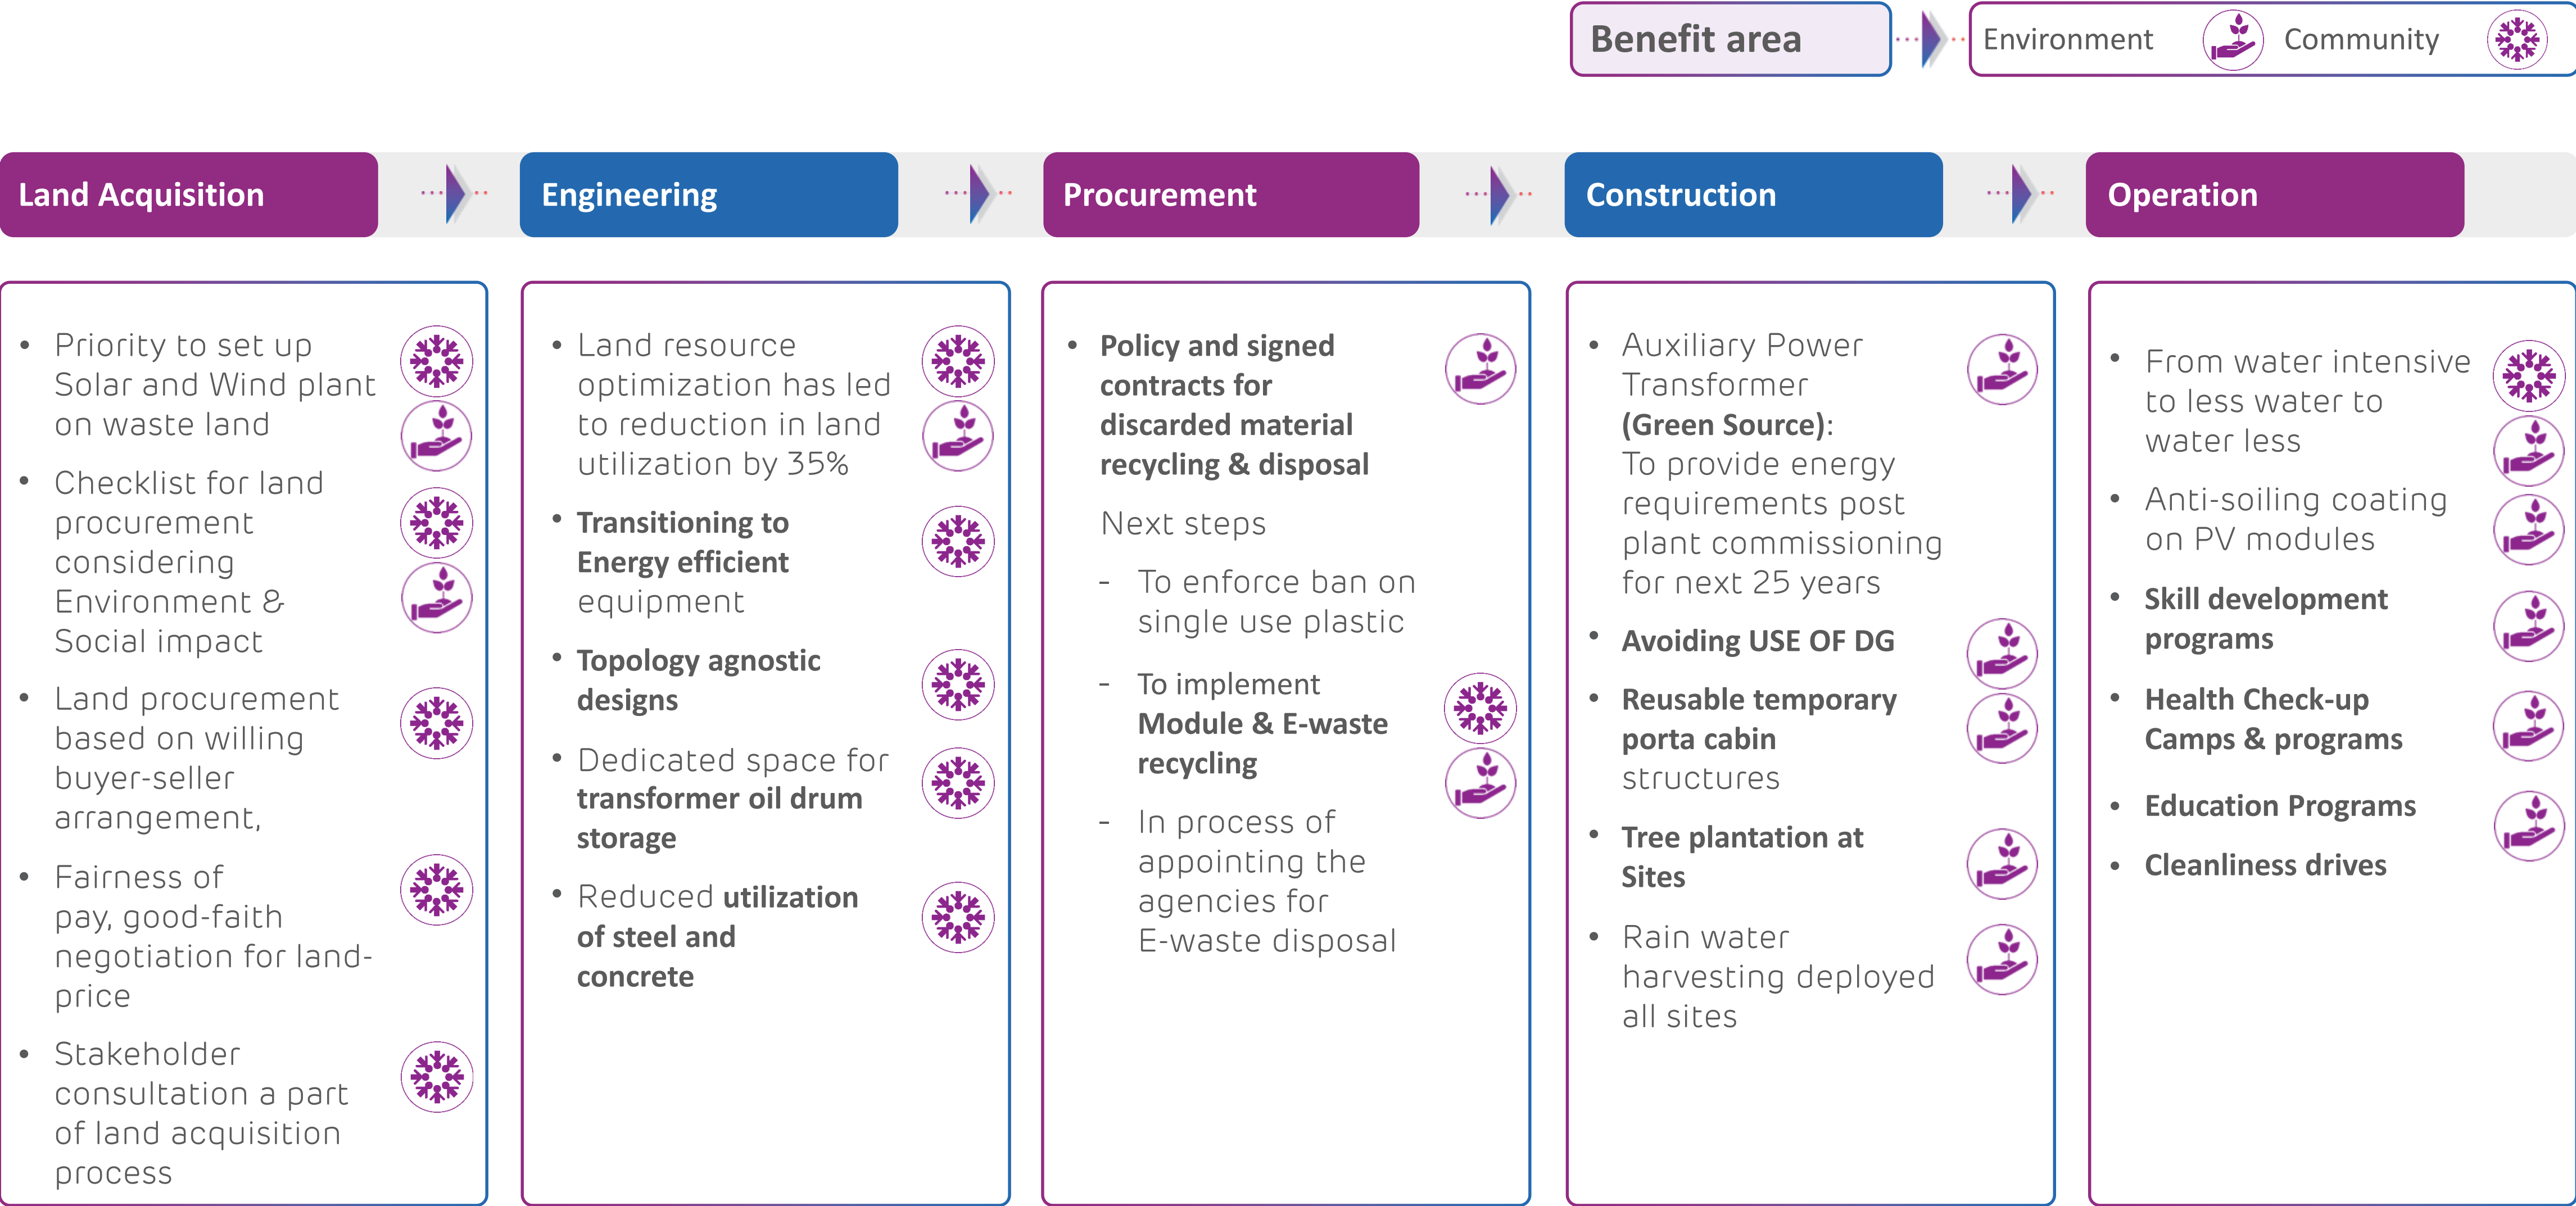 Benefit area
Environment
Community
Land Acquisition
Engineering
Procurement
Construction
Operation
• Priority to set up
Solar and Wind plant
on waste land
• Checklist for land
procurement
considering
Environment &
Social impact
• Land procurement
based on willing
buyer-seller
arrangement,
• Fairness of
pay, good-faith
negotiation for land-
price
• Stakeholder
consultation a part
of land acquisition
process
• Land resource
optimization has led
to reduction in land
utilization by 35%
• Transitioning to
Energy efficient
equipment
• Topology agnostic
designs
• Dedicated space for
transformer oil drum
storage
• Reduced utilization
of steel and
concrete
• Policy and signed
contracts for
discarded material
recycling & disposal
Next steps
- To enforce ban on
single use plastic
- To implement
Module & E-waste
recycling
- In process of
appointing the
agencies for
E-waste disposal
• Auxiliary Power
Transformer
(Green Source):
To provide energy
requirements post
plant commissioning
for next 25 years
• Avoiding USE OF DG
• Reusable temporary
porta cabin
structures
• Tree plantation at
Sites
• Rain water
harvesting deployed
all sites
• From water intensive
to less water to
water less
• Anti-soiling coating
on PV modules
• Skill development
programs
• Health Check-up
Camps & programs
• Education Programs
• Cleanliness drives